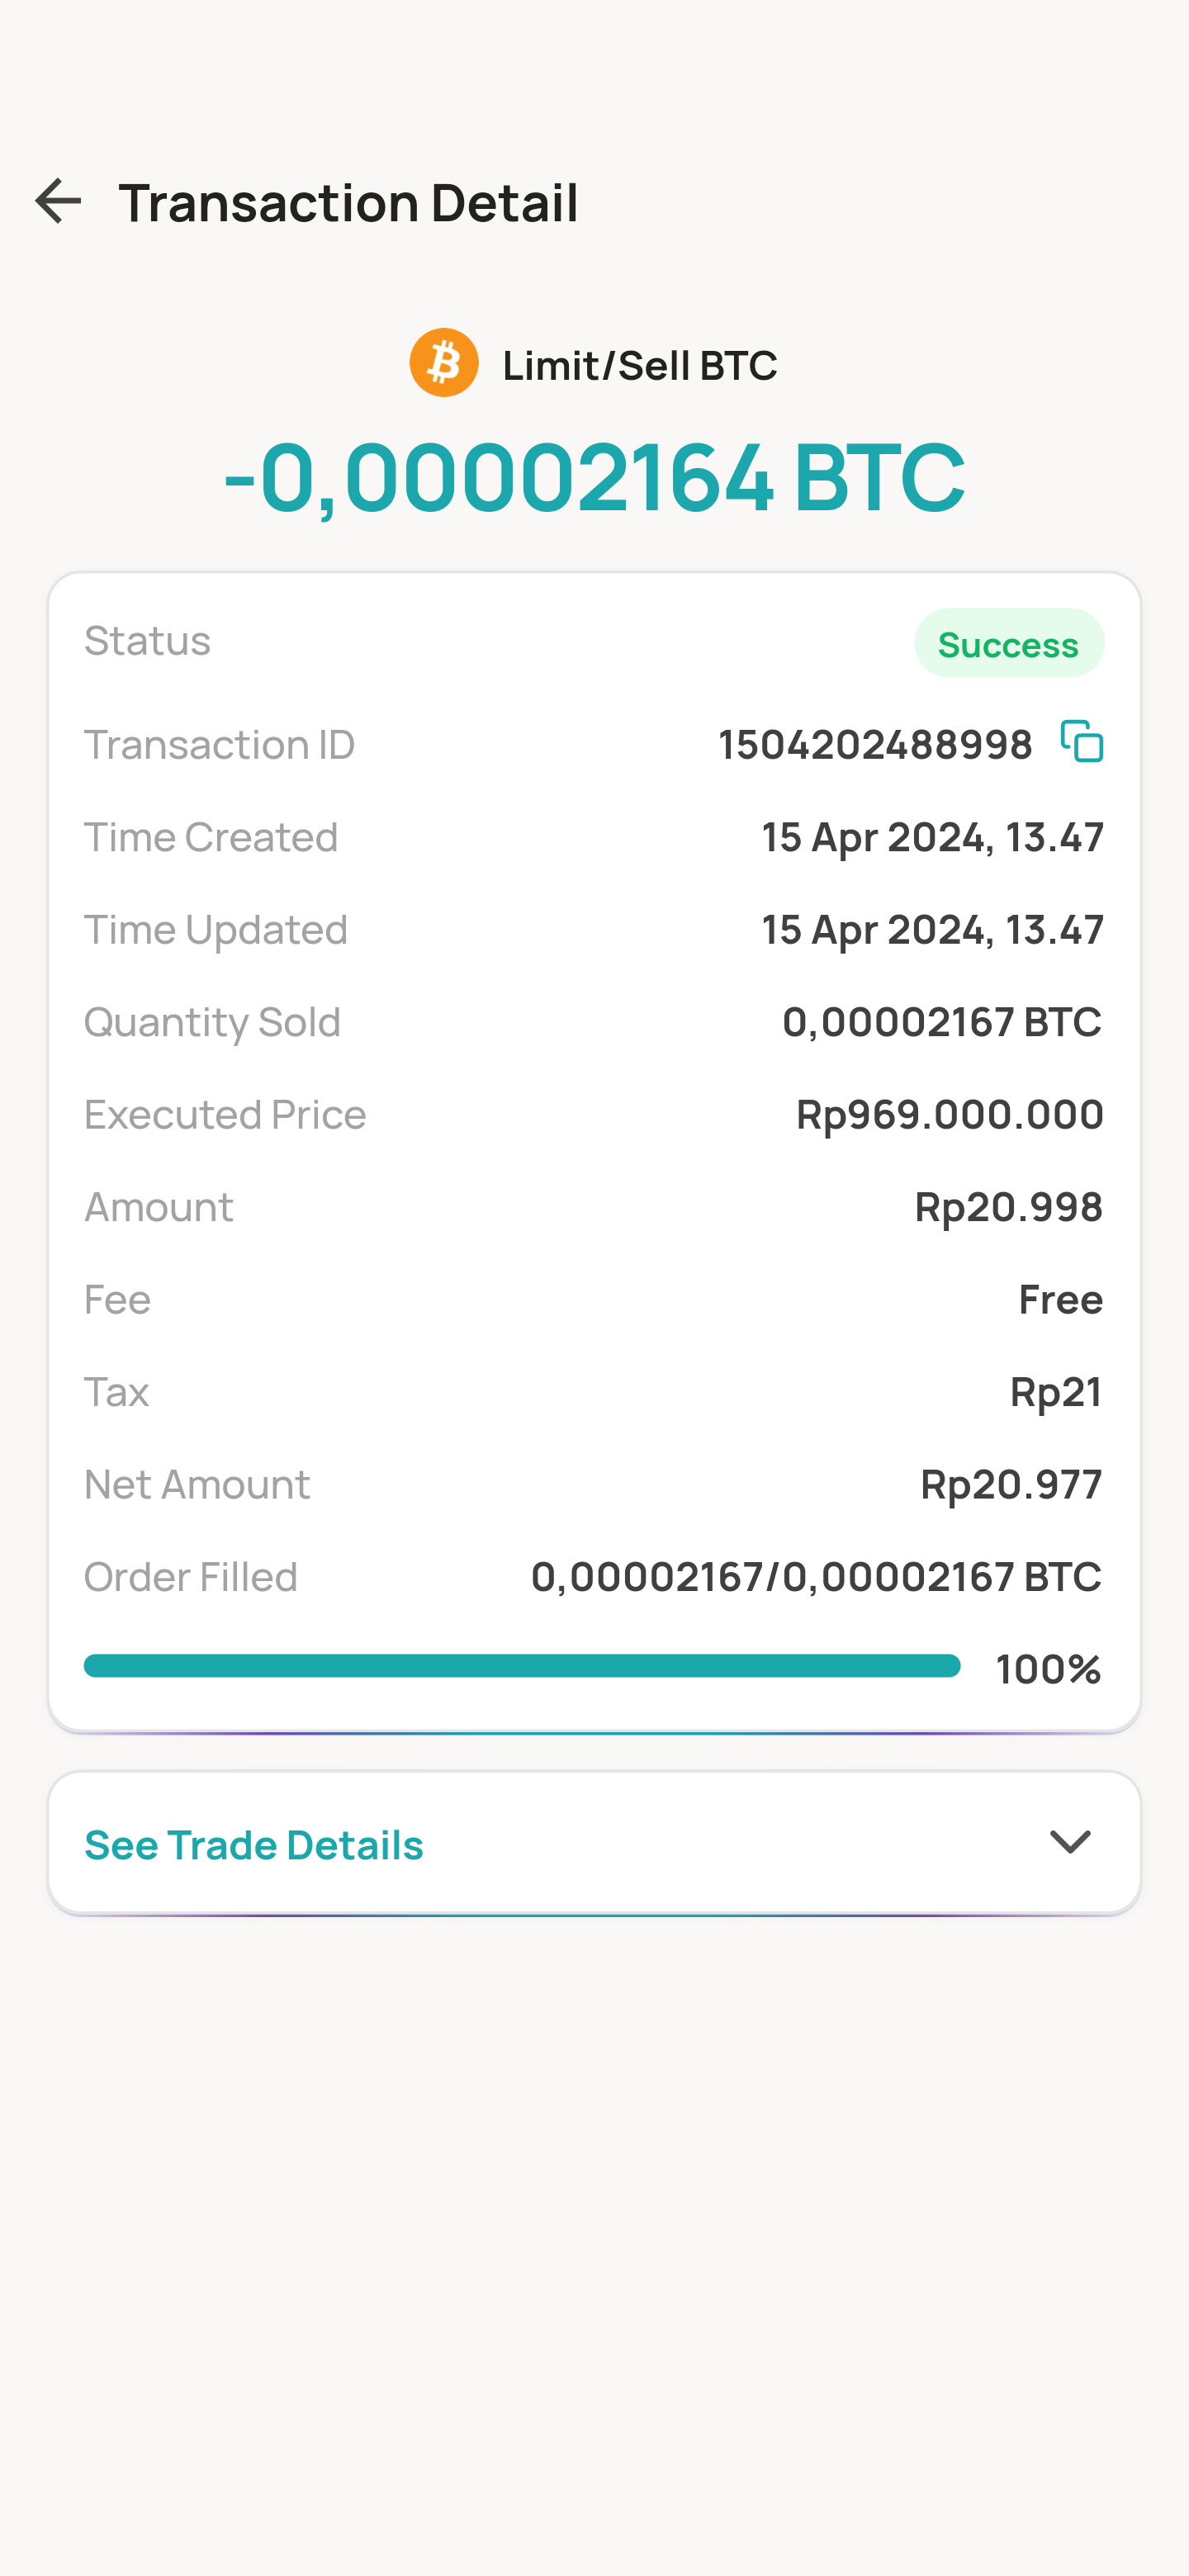 Transaction Detail
Limit/Sell BTC
-0,00002164 BTC
Status Success
Transaction ID 1504202488998
Time Created 15 Apr 2024, 13.47
Time Updated 15 Apr 2024, 13.47
Quantity Sold 0,00002167 BTC
Executed Price Rp969.000.000
Amount Rp20.998
Fee Free
Tax Rp21
Net Amount Rp20.977
Order Filled 0,00002167/0,00002167 BTC
100%
See Trade Details